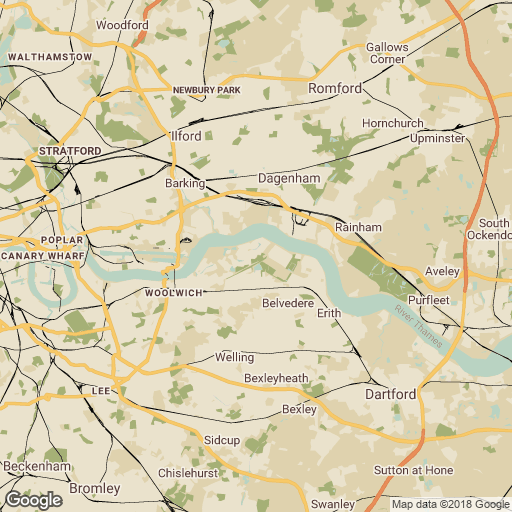 Woodford
WALTHAMSTOW
Gallows
Corner
NEWBURY PARK
Romford
Ilford
Hornchurch
Upminster
STRATFORD
Barking
Dagenham
Rainham
South
Ockendon
POPLAR
CANARY WHARF
Aveley
WOOLWICH
Belvedere
Erith
Purfleet
River Thames
Welling
Bexleyheath
LEE
Dartford
Bexley
Sidcup
Beckenham
Chislehurst
Sutton at Hone
Bromley
Swanley
Google
Map data ©2018 Google